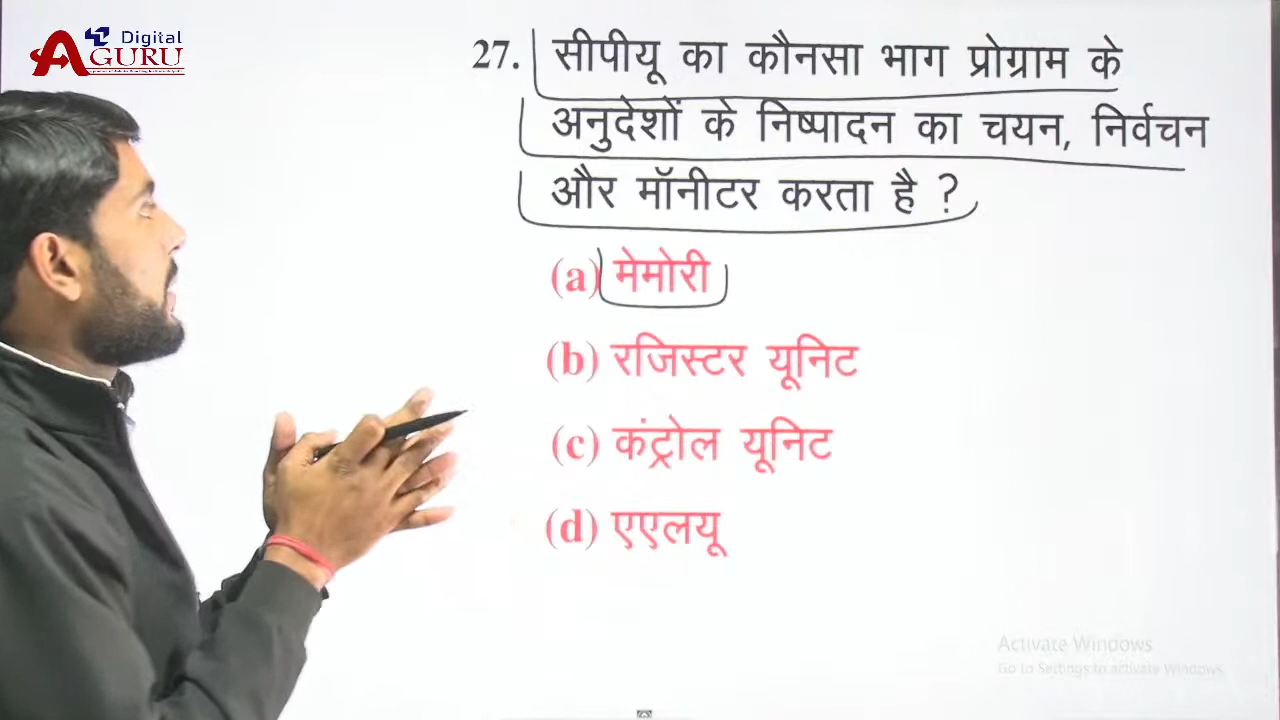 Digital
AGURU
27. सीपीयू का कौनसा भाग प्रोग्राम के
अनुदेशों के निष्पादन का चयन, निर्वचन
और मॉनीटर करता है ?
(a) मेमोरी
(b) रजिस्टर यूनिट
(c) कंट्रोल यूनिट
(d) एएलयू
Activate Windows
Go to Settings to activate Windows.